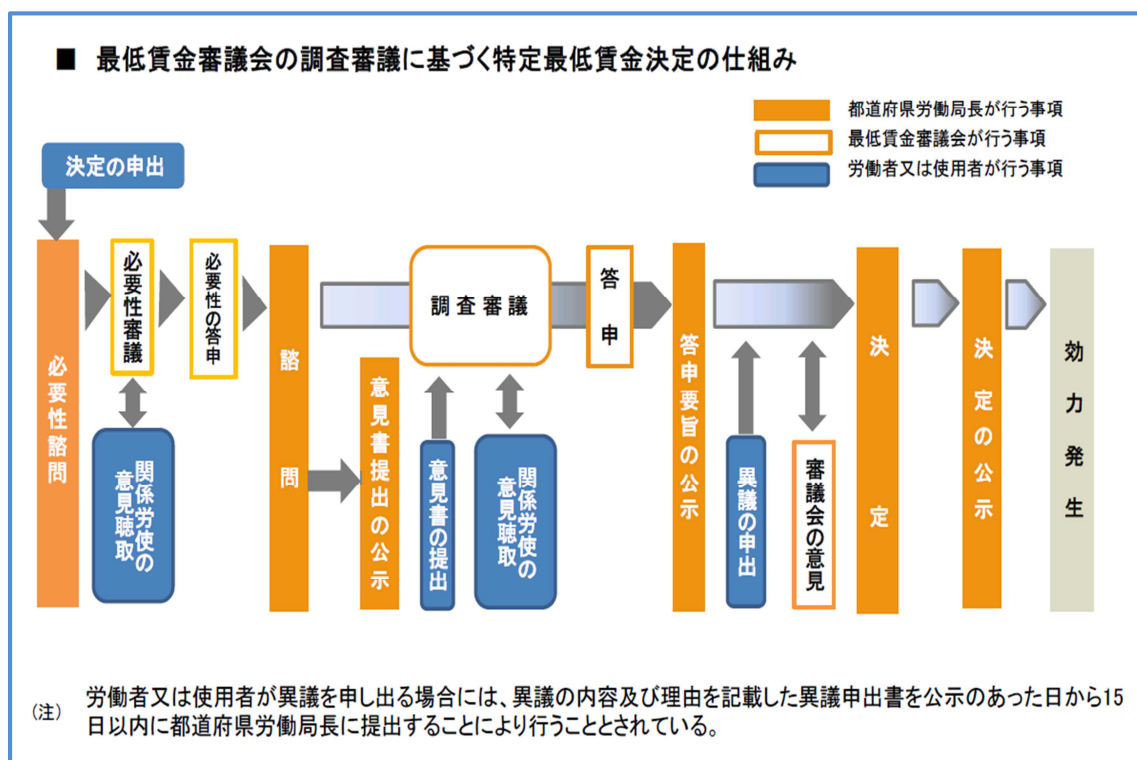 ■ 最低賃金審議会の調査審議に基づく特定最低賃金決定の仕組み
都道府県労働局長が行う事項
最低賃金審議会が行う事項
労働者又は使用者が行う事項
決定の申出
必要性諮問
必要性審議
関係労使の
意見聴取
必要性の答申
諮問
意見書提出の公示
調査審議
意見書の提出
関係労使の
意見聴取
答申
答申要旨の公示
異議の申出
審議会の意見
決定
決定の公示
効力発生
(注) 労働者又は使用者が異議を申し出る場合には、異議の内容及び理由を記載した異議申出書を公示のあった日から15
日以内に都道府県労働局長に提出することにより行うこととされている。